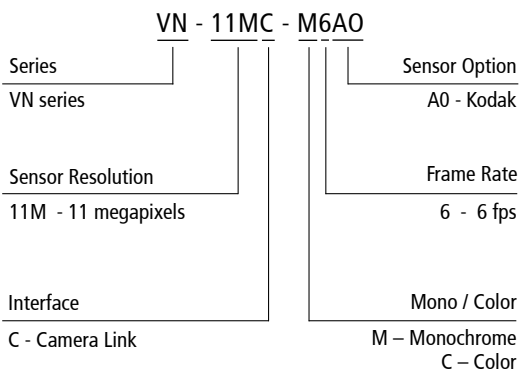 VN - 11MC - M6A0
Series
VN series
Sensor Option
A0 - Kodak
Sensor Resolution
11M - 11 megapixels
Frame Rate
6 - 6 fps
Interface
C - Camera Link
Mono / Color
M – Monochrome
C – Color